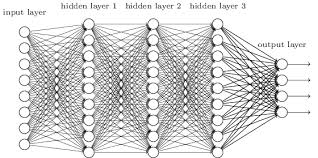 hidden layer 1 hidden layer 2 hidden layer 3
input layer
output layer